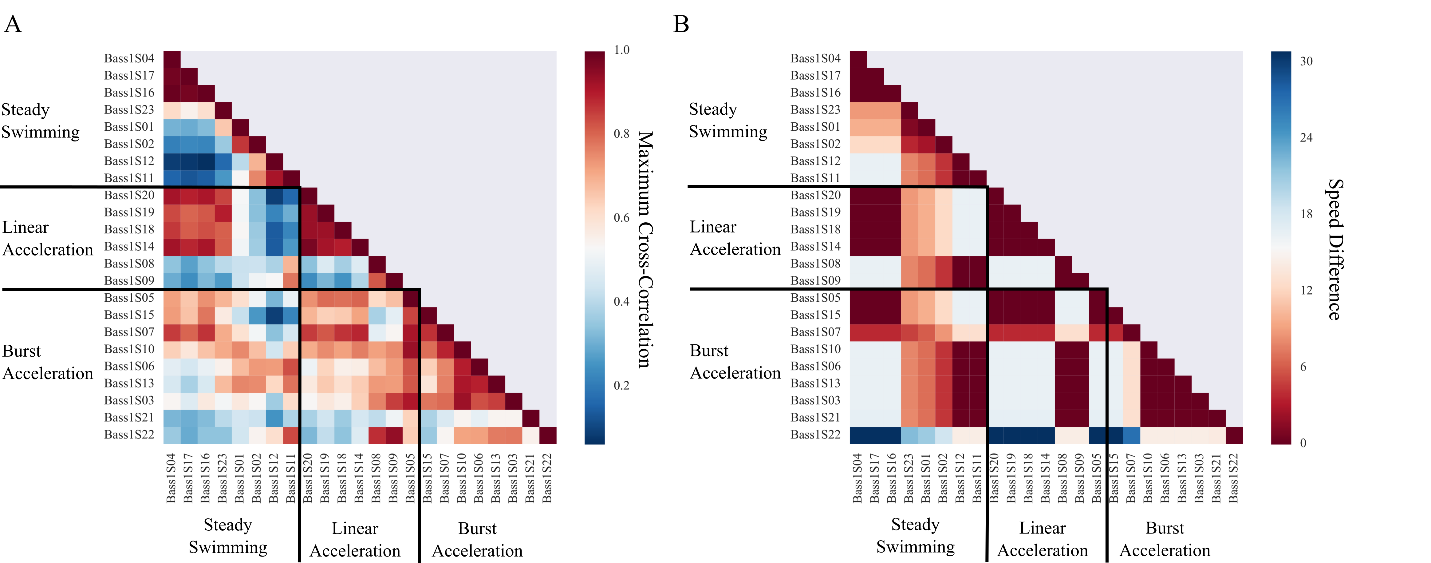 A
Bass1S04
Bass1S17
Bass1S16
Bass1S23
Bass1S01
Bass1S02
Bass1S12
Bass1S11
Bass1S20
Bass1S19
Bass1S18
Bass1S14
Bass1S08
Bass1S09
Bass1S05
Bass1S15
Bass1S07
Bass1S10
Bass1S06
Bass1S13
Bass1S03
Bass1S21
Bass1S22
Steady
Swimming
Linear
Acceleration
Burst
Acceleration
Bass1S04
Bass1S17
Bass1S16
Bass1S23
Bass1S01
Bass1S02
Bass1S12
Bass1S11
Bass1S20
Bass1S19
Bass1S18
Bass1S14
Bass1S08
Bass1S09
Bass1S05
Bass1S15
Bass1S07
Bass1S10
Bass1S06
Bass1S13
Bass1S03
Bass1S21
Bass1S22
Steady
Swimming
Linear
Acceleration
Burst
Acceleration
1.0
0.8
0.6
0.4
0.2
Maximum Cross-Correlation
B
Bass1S04
Bass1S17
Bass1S16
Bass1S23
Bass1S01
Bass1S02
Bass1S12
Bass1S11
Bass1S20
Bass1S19
Bass1S18
Bass1S14
Bass1S08
Bass1S09
Bass1S05
Bass1S15
Bass1S07
Bass1S10
Bass1S06
Bass1S13
Bass1S03
Bass1S21
Bass1S22
Steady
Swimming
Linear
Acceleration
Burst
Acceleration
Bass1S04
Bass1S17
Bass1S16
Bass1S23
Bass1S01
Bass1S02
Bass1S12
Bass1S11
Bass1S20
Bass1S19
Bass1S18
Bass1S14
Bass1S08
Bass1S09
Bass1S05
Bass1S15
Bass1S07
Bass1S10
Bass1S06
Bass1S13
Bass1S03
Bass1S21
Bass1S22
Steady
Swimming
Linear
Acceleration
Burst
Acceleration
30
24
18
12
6
0
Speed Difference